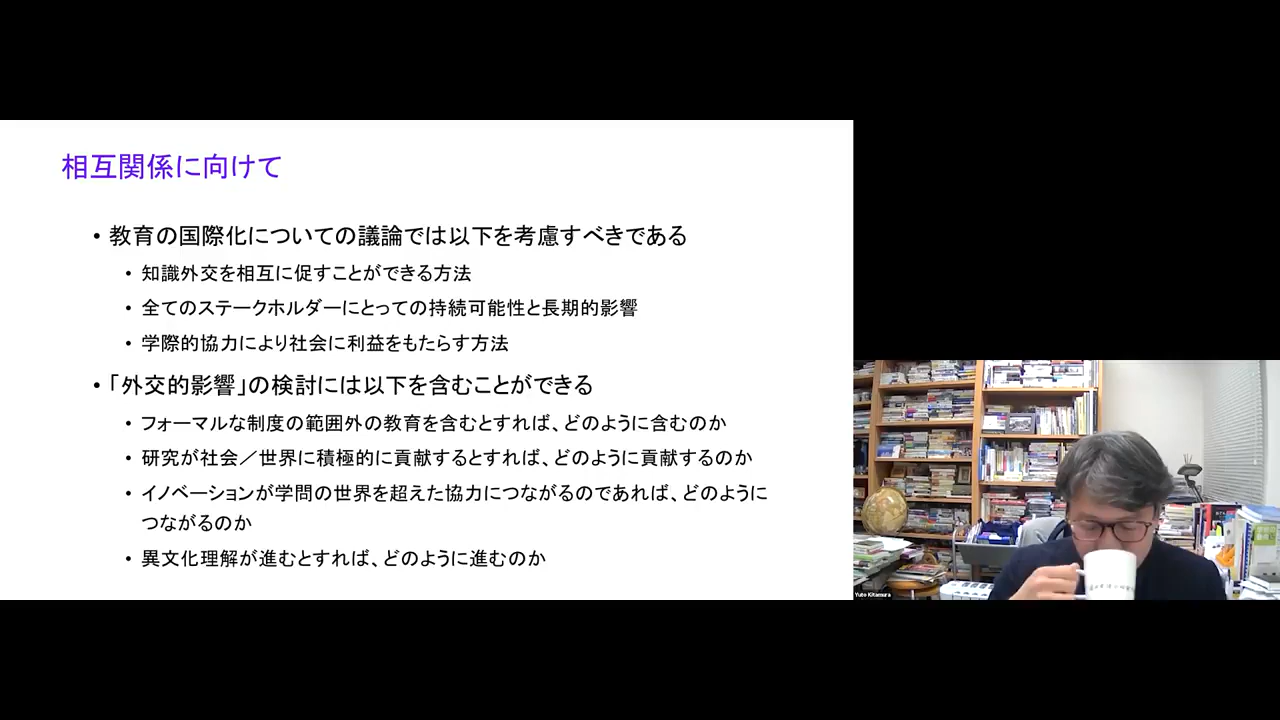 相互関係に向けて
• 教育の国際化についての議論では以下を考慮すべきである
• 知識外交を相互に促すことができる方法
• 全てのステークホルダーにとっての持続可能性と長期的影響
• 学際的協力により社会に利益をもたらす方法
• 「外交的影響」の検討には以下を含むことができる
• フォーマルな制度の範囲外の教育を含むとすれば、どのように含むのか
• 研究が社会／世界に積極的に貢献するとすれば、どのように貢献するのか
• イノベーションが学問の世界を超えた協力につながるのであれば、どのように
つながるのか
• 異文化理解が進むとすれば、どのように進むのか
Yuto Kitamura